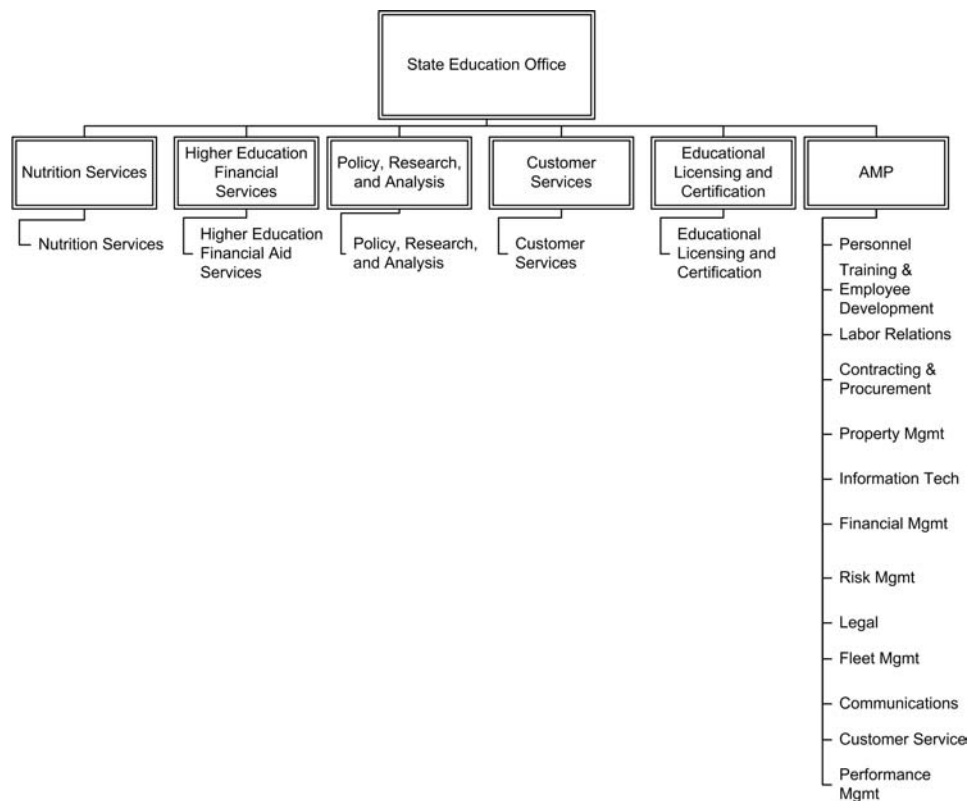 State Education Office
Nutrition Services
Higher Education
Financial
Services
Policy, Research,
and Analysis
Customer
Services
Educational
Licensing and
Certification
AMP
Nutrition Services
Higher Education
Financial Aid
Services
Policy, Research,
and Analysis
Customer
Services
Educational
Licensing and
Certification
Personnel
Training &
Employee
Development
Labor Relations
Contracting &
Procurement
Property Mgmt
Information Tech
Financial Mgmt
Risk Mgmt
Legal
Fleet Mgmt
Communications
Customer Service
Performance
Mgmt